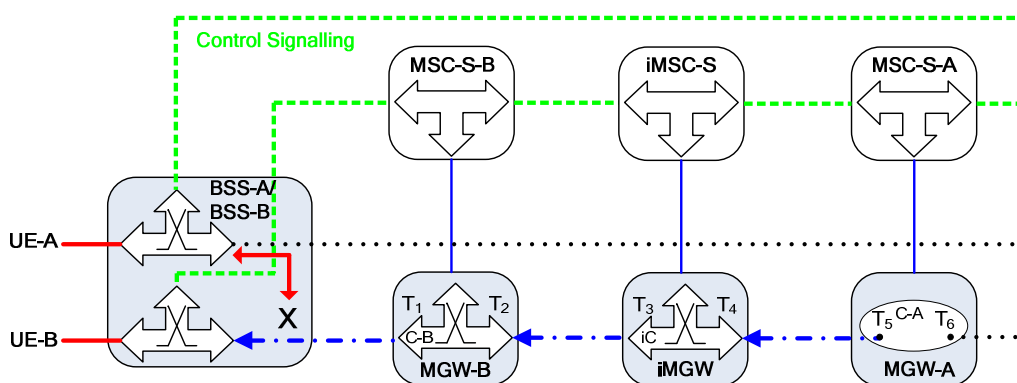 Control Signalling
MSC-S-B
iMSC-S
MSC-S-A
BSS-A/
BSS-B
UE-A
X
UE-B
T1
T2
C-B
MGW-B
T3
T4
iC
iMGW
T5
C-A
T6
MGW-A